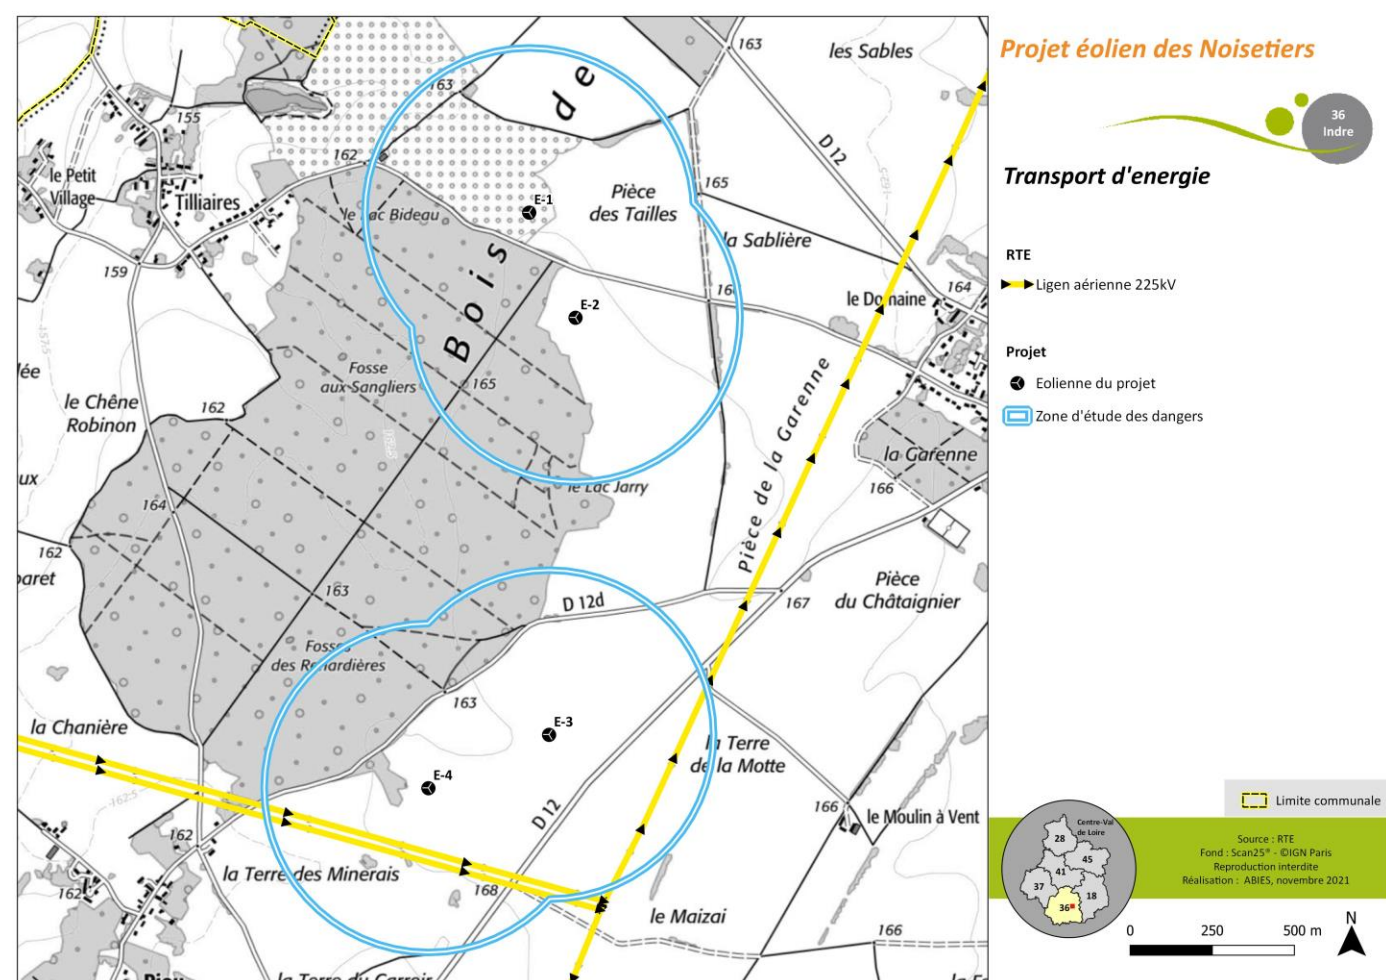 Projet éolien des Noisetiers
36
Indre
Transport d'energie
RTE
Ligen aérienne 225kV
Projet
Eolienne du projet
Zone d'étude des dangers
Limite communale
Centre-Val
de Loire
28
45
41
37
18
36
Source : RTE
Fond : Scan25® - ©IGN Paris
Reproduction interdite
Réalisation : ABIES, novembre 2021
0
250
500 m
N
163
les Sables
de
163
155
D 12
162
le Petit
Village
Tilliaires
le Lac Bideau
E-1
Pièce
des Tailles
165
la Sablière
159
Bois
E-2
le Domaine
164
Fosse
aux Sangliers
165
le Chêne
Robinon
162
Pièce de la Garenne
la Garenne
166
le Lac Jarry
164
162
163
D 12d
167
Pièce
du Châtaignier
Fosses
des Renardières
163
la Chanière
E-3
la Terre
de la Motte
E-4
D 12
166
le Moulin à Vent
162
la Terre des Minerais
168
162
le Maizai
166